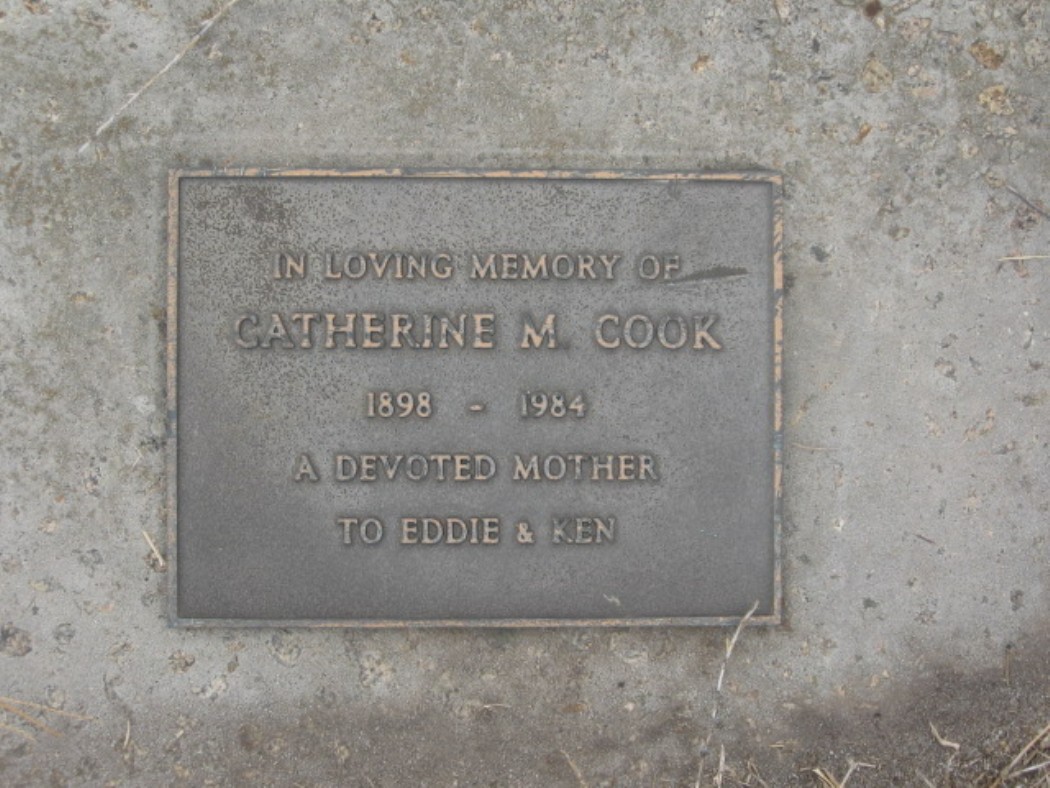 IN LOVING MEMORY OF
CATHERINE M. COOK
1898 - 1984
A DEVOTED MOTHER
TO EDDIE & KEN